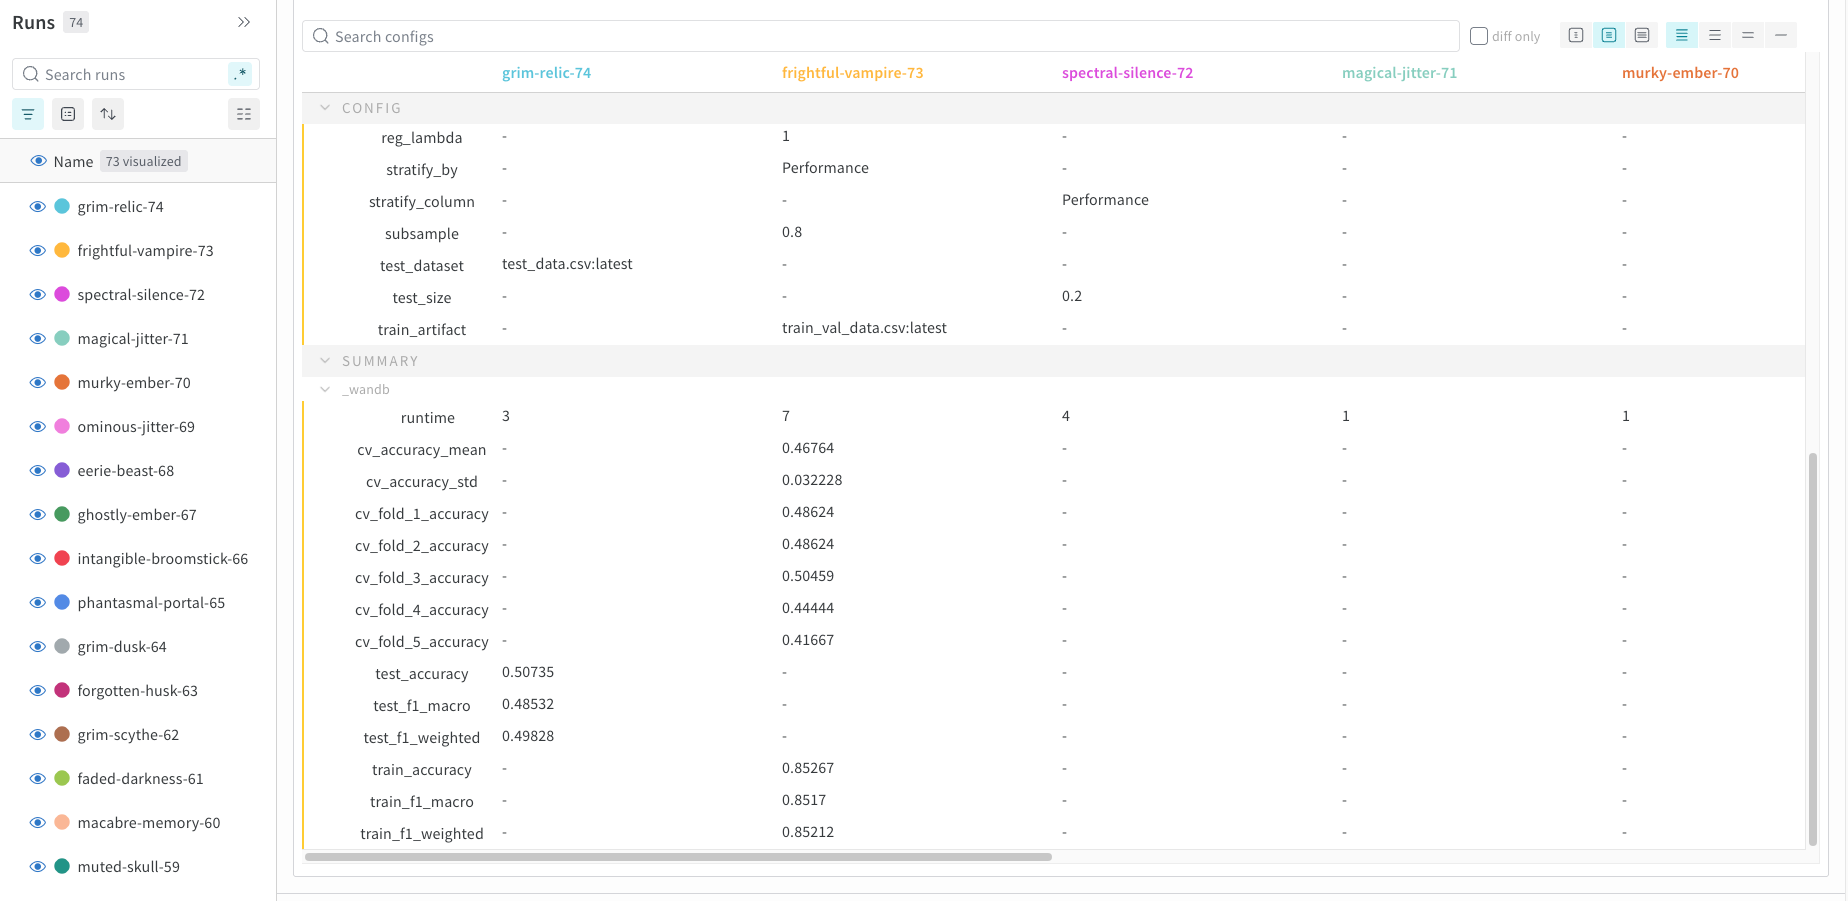 Runs 74
Search runs .*
Name 73 visualized
grim-relic-74
frightful-vampire-73
spectral-silence-72
magical-jitter-71
murky-ember-70
ominous-jitter-69
eerie-beast-68
ghostly-ember-67
intangible-broomstick-66
phantasmal-portal-65
grim-dusk-64
forgotten-husk-63
grim-scythe-62
faded-darkness-61
macabre-memory-60
muted-skull-59
Search configs diff only
grim-relic-74 frightful-vampire-73 spectral-silence-72 magical-jitter-71 murky-ember-70
CONFIG
reg_lambda - 1 - - -
stratify_by - Performance - - -
stratify_column - - Performance - -
subsample - 0.8 - - -
test_dataset test_data.csv:latest - - - -
test_size - - 0.2 - -
train_artifact - train_val_data.csv:latest - - -
SUMMARY
_wandb
runtime 3 7 4 1 1
cv_accuracy_mean - 0.46764 - - -
cv_accuracy_std - 0.032228 - - -
cv_fold_1_accuracy - 0.48624 - - -
cv_fold_2_accuracy - 0.48624 - - -
cv_fold_3_accuracy - 0.50459 - - -
cv_fold_4_accuracy - 0.44444 - - -
cv_fold_5_accuracy - 0.41667 - - -
test_accuracy 0.50735 - - - -
test_f1_macro 0.48532 - - - -
test_f1_weighted 0.49828 - - - -
train_accuracy - 0.85267 - - -
train_f1_macro - 0.8517 - - -
train_f1_weighted - 0.85212 - - -